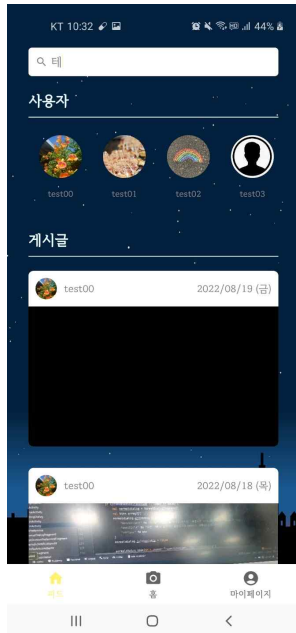 KT 10:32
44%
테
사용자
test00 test01 test02 test03
게시글
test00 2022/08/19 (금)
test00 2022/08/18 (목)
홈 마이페이지